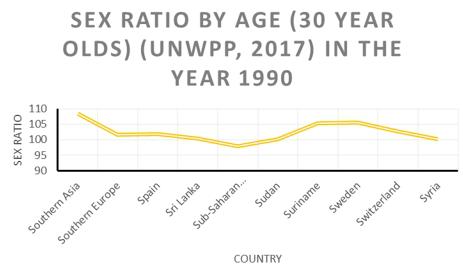 SEX RATIO BY AGE (30 YEAR
OLDS) (UNWPP, 2017) IN THE
YEAR 1990
SEX RATIO
110
105
100
95
90
Southern Asia
Southern Europe
Spain
Sri Lanka
Sub-Saharan...
Sudan
Suriname
Sweden
Switzerland
Syria
COUNTRY